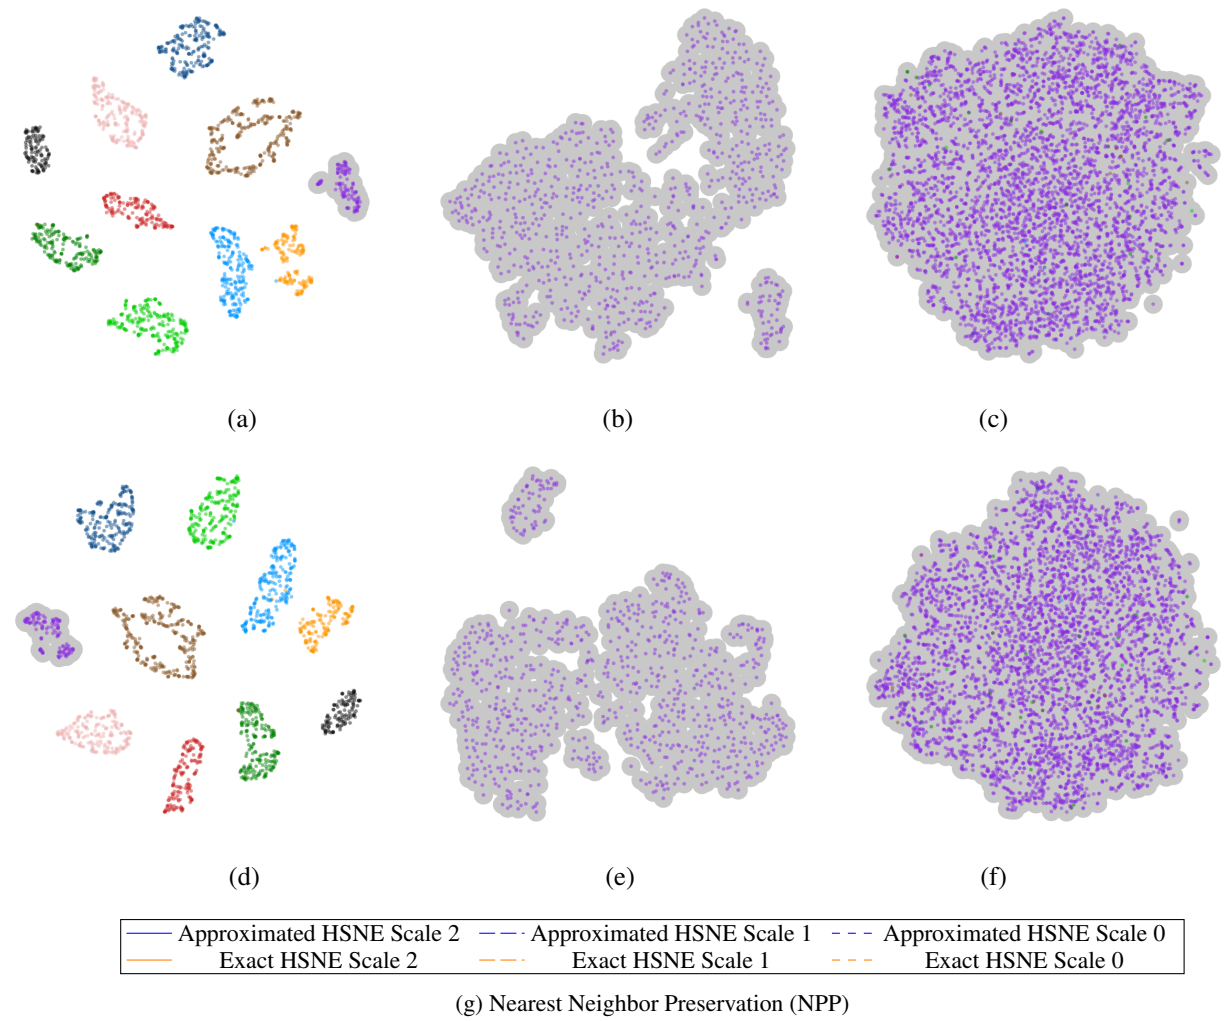 (a) (b) (c)
(d) (e) (f)
Approximated HSNE Scale 2 Approximated HSNE Scale 1 Approximated HSNE Scale 0
Exact HSNE Scale 2 Exact HSNE Scale 1 Exact HSNE Scale 0
(g) Nearest Neighbor Preservation (NPP)